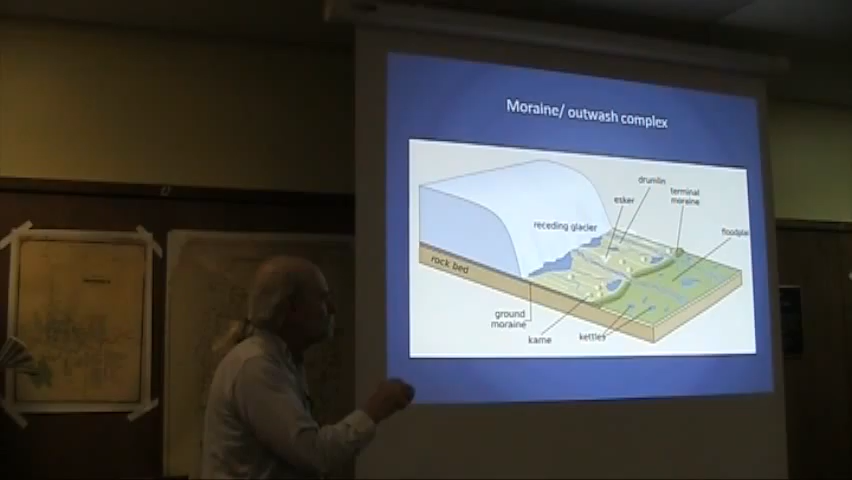 Moraine/ outwash complex
drumlin
terminal
moraine
esker
receding glacier
floodplai
rock bed
ground
moraine
kame
kettles